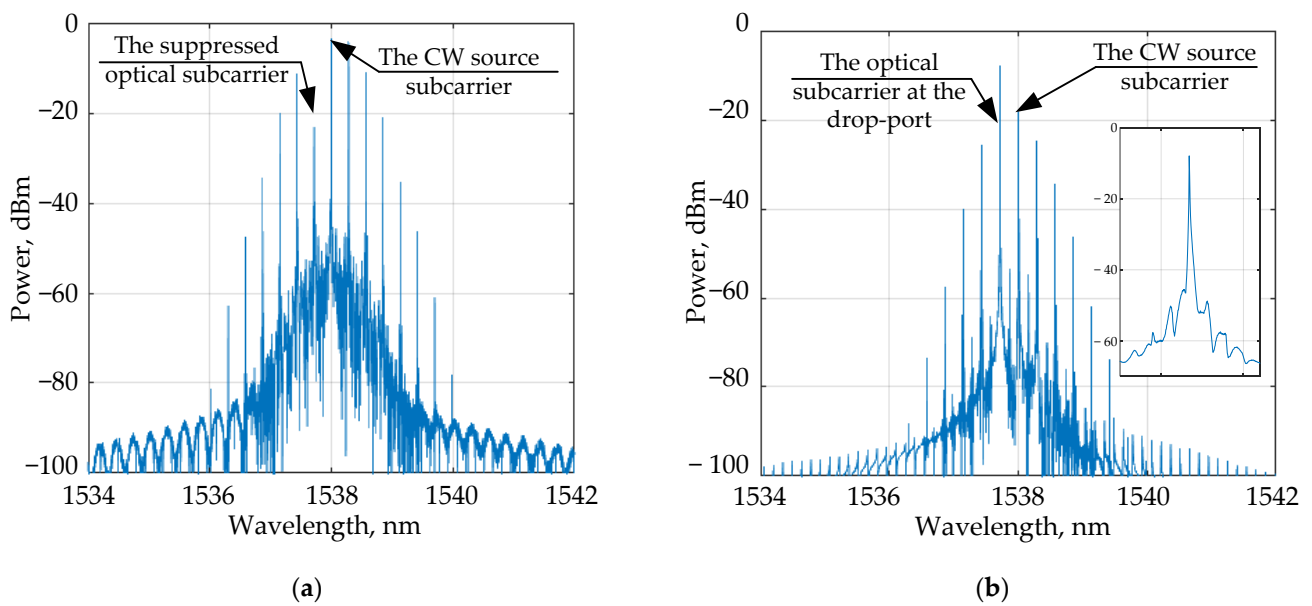 0
The suppressed
optical subcarrier
The CW source
subcarrier
−20
−40
−60
−80
−100
Power, dBm
1534
1536
1538
1540
1542
Wavelength, nm
(a)
0
The optical
subcarrier at the
drop-port
The CW source
subcarrier
−20
−40
−60
−80
−100
Power, dBm
0
−20
−40
−60
1534
1536
1538
1540
1542
Wavelength, nm
(b)